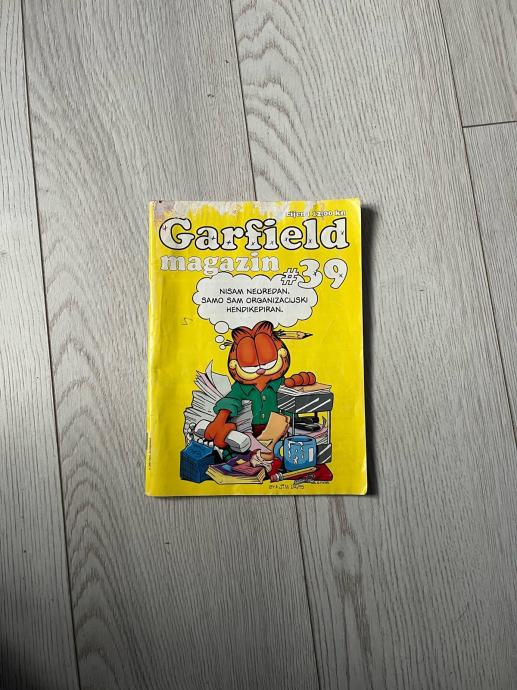 Garfield
magazin
#39
NISAM NEUREDAN.
SAMO SAM ORGANIZACIJSKI
HENDIKEPIRAN.